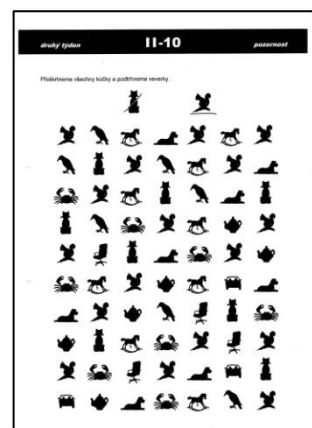 druhý týden II-10 pozornost
Přeškrtneme všechny kočky a podtrhneme veverky.